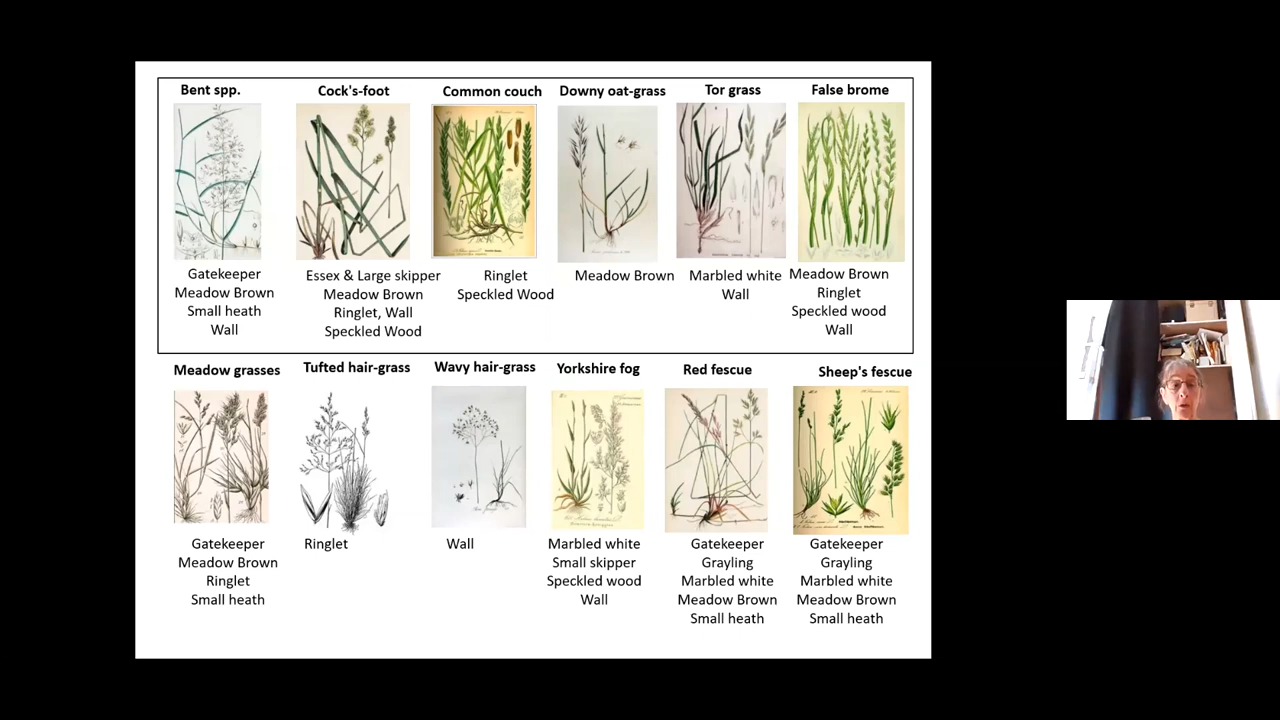 Bent spp.
Cock's-foot
Common couch
Downy oat-grass
Tor grass
False brome
Gatekeeper
Meadow Brown
Small heath
Wall
Essex & Large skipper
Meadow Brown
Ringlet, Wall
Speckled Wood
Ringlet
Speckled Wood
Meadow Brown
Marbled white
Wall
Meadow Brown
Ringlet
Speckled wood
Wall
Meadow grasses
Tufted hair-grass
Wavy hair-grass
Yorkshire fog
Red fescue
Sheep's fescue
Gatekeeper
Meadow Brown
Ringlet
Small heath
Ringlet
Wall
Marbled white
Small skipper
Speckled wood
Wall
Gatekeeper
Grayling
Marbled white
Meadow Brown
Small heath
Gatekeeper
Grayling
Marbled white
Meadow Brown
Small heath